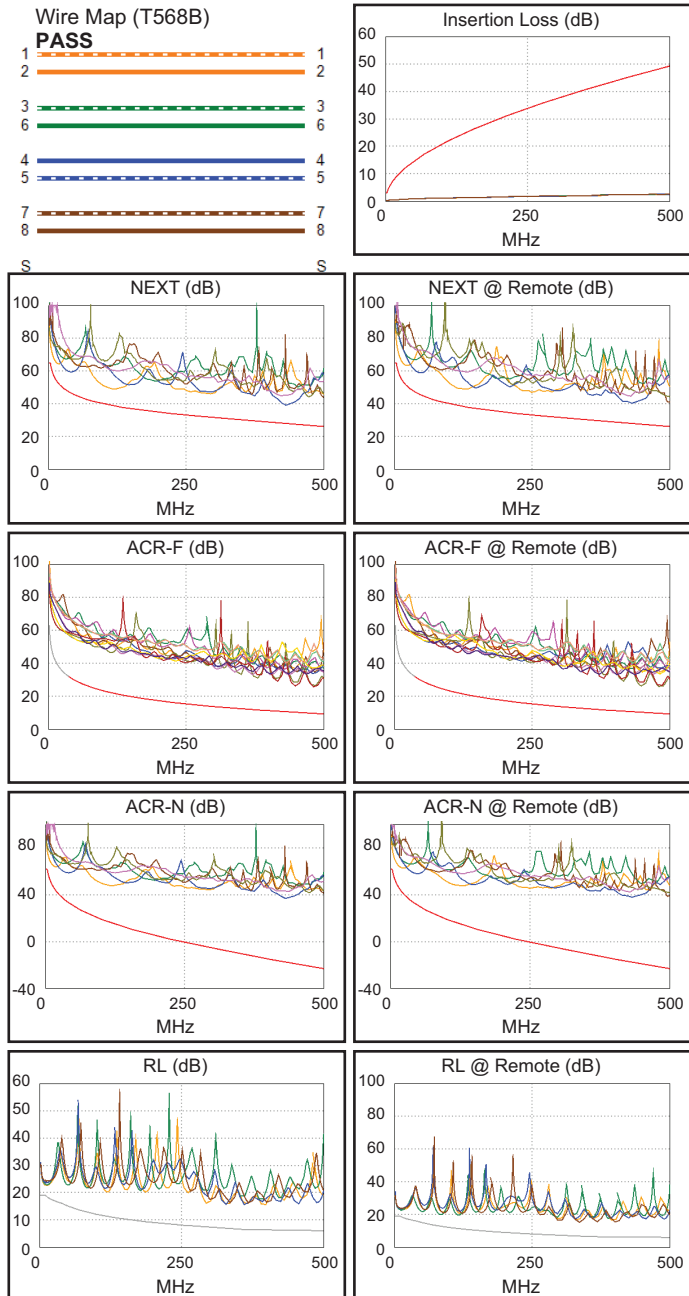 Wire Map (T568B)
PASS
1 1
2 2
3 3
6 6
4 4
5 5
7 7
8 8
S S
Insertion Loss (dB)
60
50
40
30
20
10
0
0 250 500
MHz
NEXT (dB)
100
80
60
40
20
0
0 250 500
MHz
NEXT @ Remote (dB)
100
80
60
40
20
0
0 250 500
MHz
ACR-F (dB)
100
80
60
40
20
0
0 250 500
MHz
ACR-F @ Remote (dB)
100
80
60
40
20
0
0 250 500
MHz
ACR-N (dB)
80
40
0
-40
0 250 500
MHz
ACR-N @ Remote (dB)
80
40
0
-40
0 250 500
MHz
RL (dB)
60
50
40
30
20
10
0
0 250 500
MHz
RL @ Remote (dB)
100
80
60
40
20
0
0 250 500
MHz